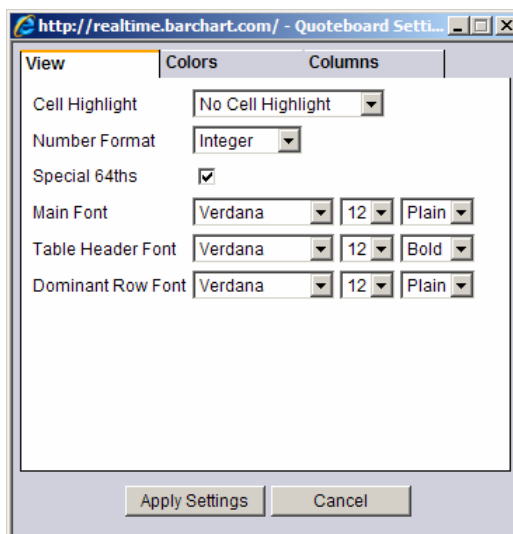 http://realtime.barchart.com/ - Quoteboard Setti...
View Colors Columns
Cell Highlight No Cell Highlight
Number Format Integer
Special 64ths
Main Font Verdana 12 Plain
Table Header Font Verdana 12 Bold
Dominant Row Font Verdana 12 Plain
Apply Settings Cancel